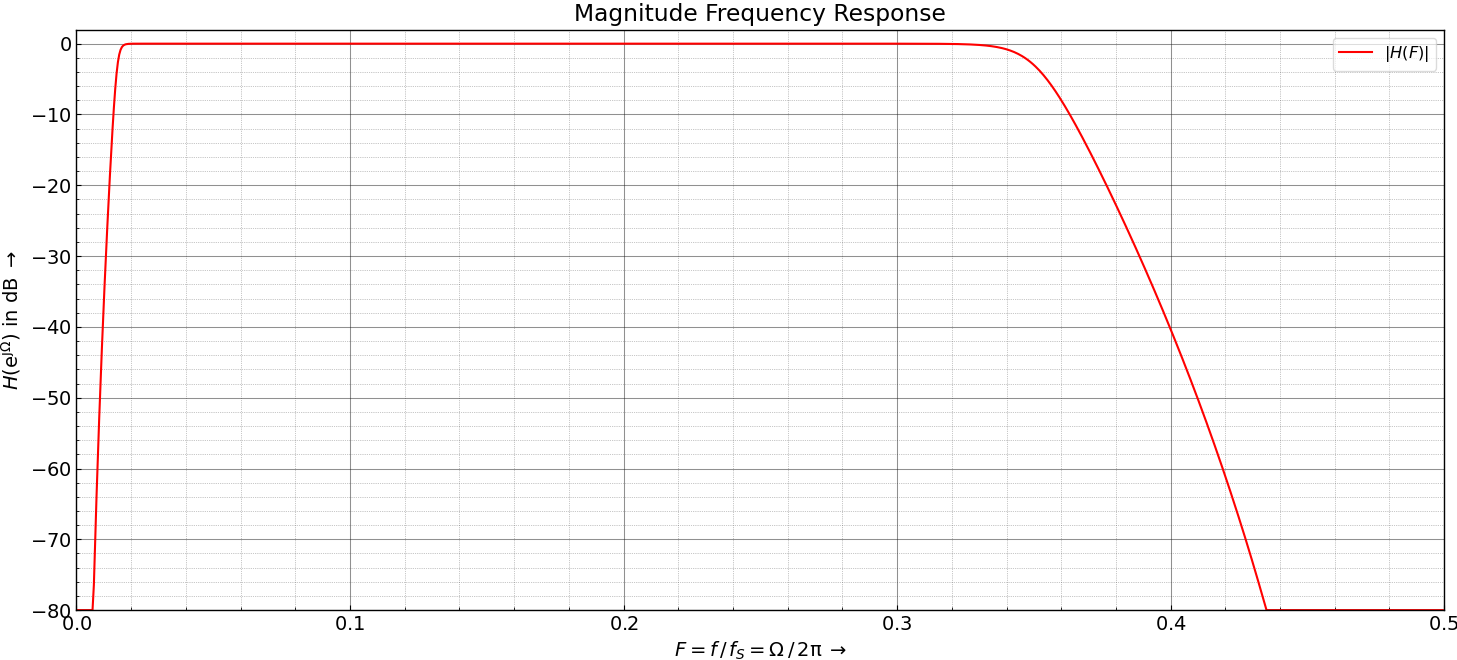 Magnitude Frequency Response
0
−10
−20
−30
−40
−50
−60
−70
−80
H(e^{jΩ}) in dB →
|H(F)|
0.0 0.1 0.2 0.3 0.4 0.5
F = f / f_S = Ω / 2π →